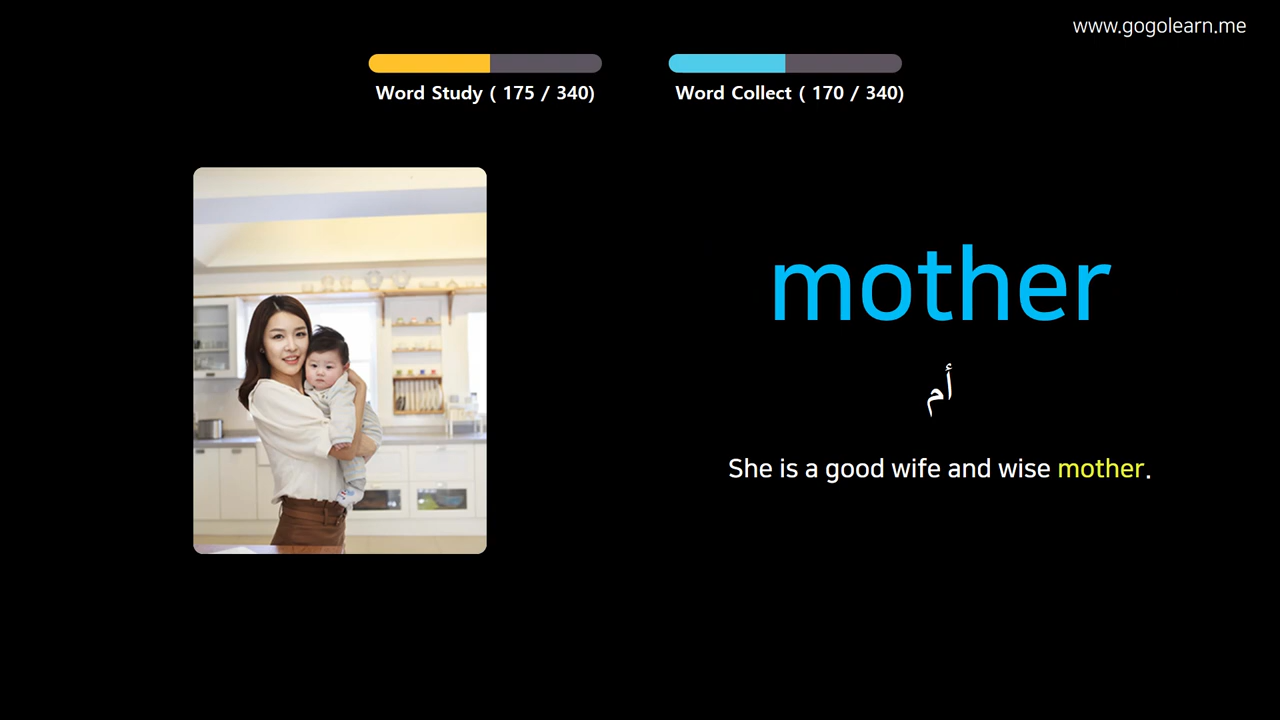 www.gogolearn.me
Word Study ( 175 / 340)
Word Collect ( 170 / 340)
mother
أم
She is a good wife and wise mother.